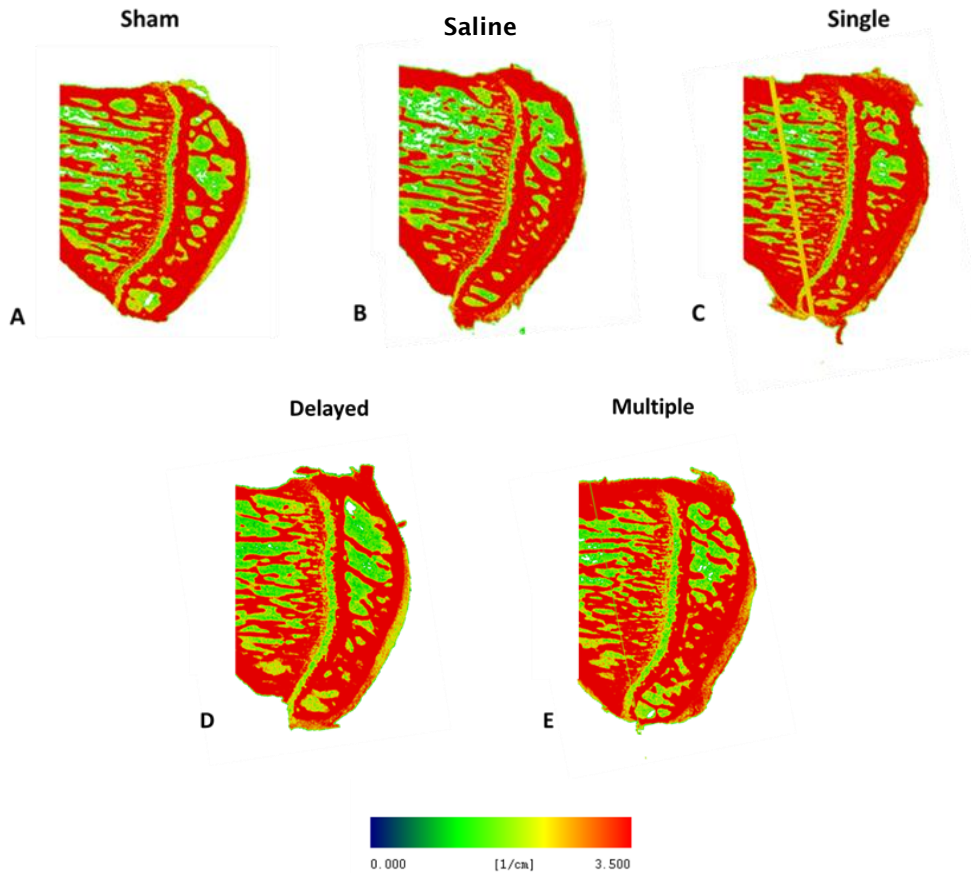 Sham
Saline
Single
A
B
C
Delayed
Multiple
D
E
0.000 [1/cm] 3.500